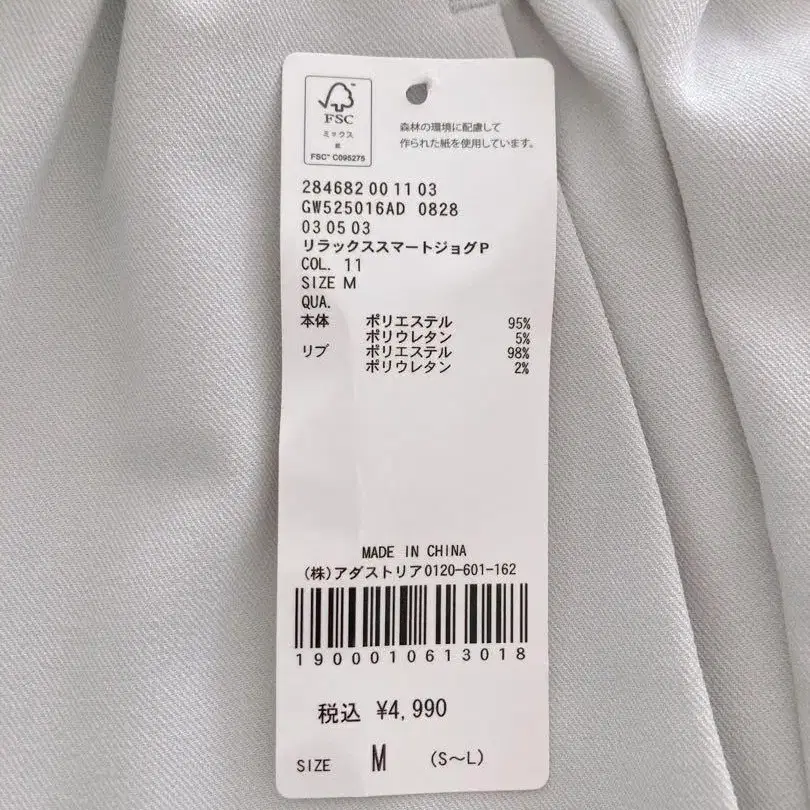 FSC
ミックス
紙
FSC® C095275
森林の環境に配慮して
作られた紙を使用しています。
284682 00 11 03
GW525016AD 0828
03 05 03
リラックススマートジョグP
COL. 11
SIZE M
QUA.
本体 ポリエステル 95%
ポリウレタン 5%
リブ ポリエステル 98%
ポリウレタン 2%
MADE IN CHINA
(株)アダストリア0120-601-162
1900010613018
税込 ¥4,990
SIZE M (S〜L)